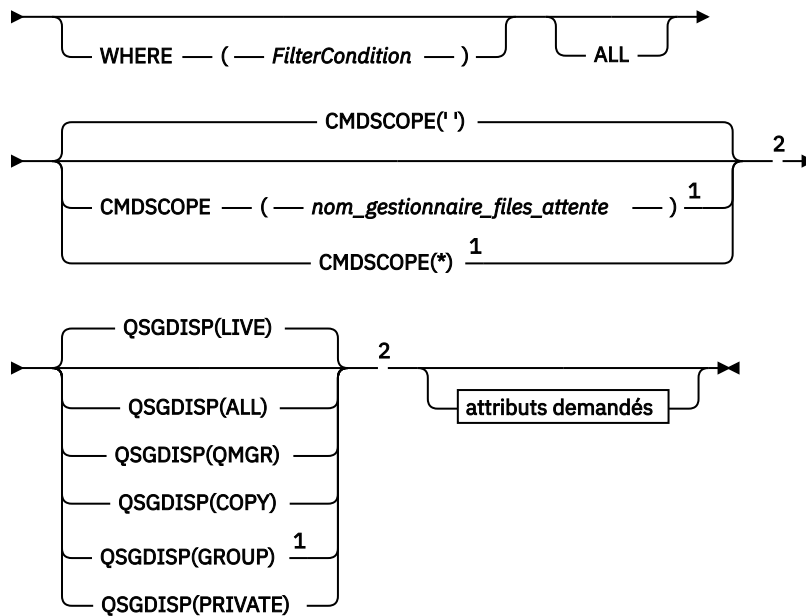 WHERE ( FilterCondition ) ALL
CMDSCOPE(' ')
2
CMDSCOPE ( nom_gestionnaire_files_attente ) 1
CMDSCOPE(*) 1
QSGDISP(LIVE)
2
QSGDISP(ALL) attributs demandés
QSGDISP(QMGR)
QSGDISP(COPY)
QSGDISP(GROUP) 1
QSGDISP(PRIVATE)